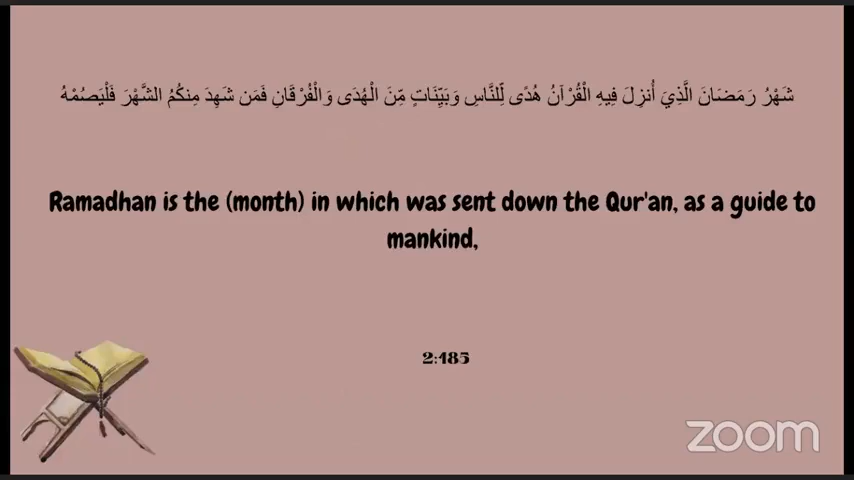 شَهْرُ رَمَضَانَ الَّذِيَ أُنزِلَ فِيهِ الْقُرْآنُ هُدًى لِّلنَّاسِ وَبَيِّنَاتٍ مِّنَ الْهُدَى وَالْفُرْقَانِ فَمَن شَهِدَ مِنكُمُ الشَّهْرَ فَلْيَصُمْهُ
Ramadhan is the (month) in which was sent down the Qur'an, as a guide to
mankind,
2:185
zoom